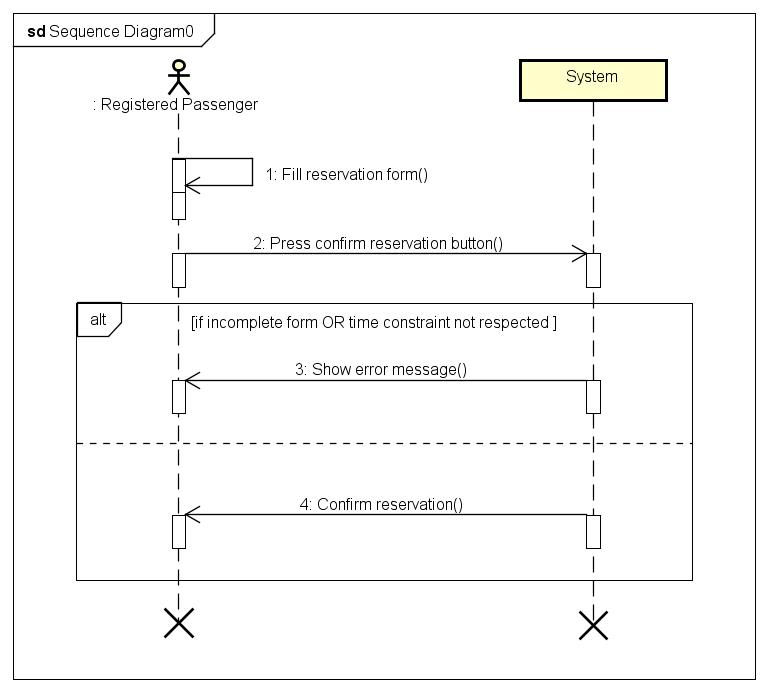 sd Sequence Diagram0
: Registered Passenger
System
1: Fill reservation form()
2: Press confirm reservation button()
alt
[if incomplete form OR time constraint not respected ]
3: Show error message()
4: Confirm reservation()